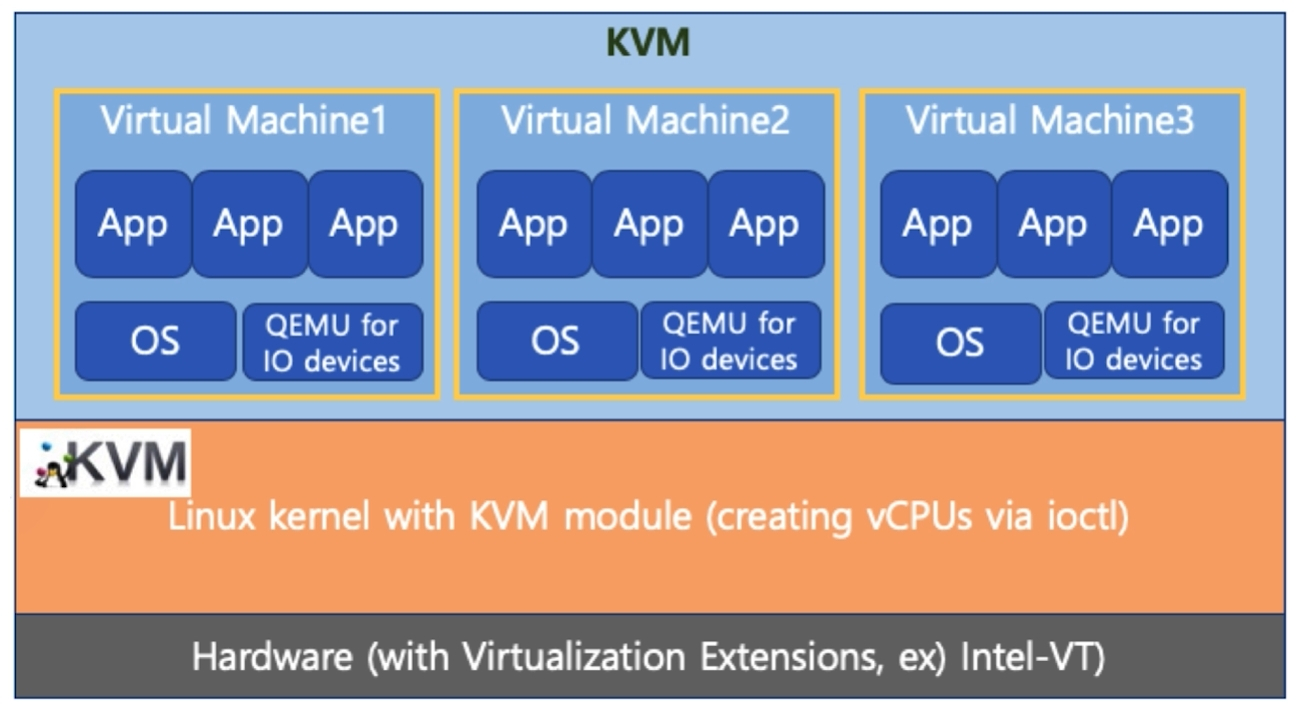 KVM
Virtual Machine1
App App App
OS
QEMU for
IO devices
Virtual Machine2
App App App
OS
QEMU for
IO devices
Virtual Machine3
App App App
OS
QEMU for
IO devices
KVM
Linux kernel with KVM module (creating vCPUs via ioctl)
Hardware (with Virtualization Extensions, ex) Intel-VT)